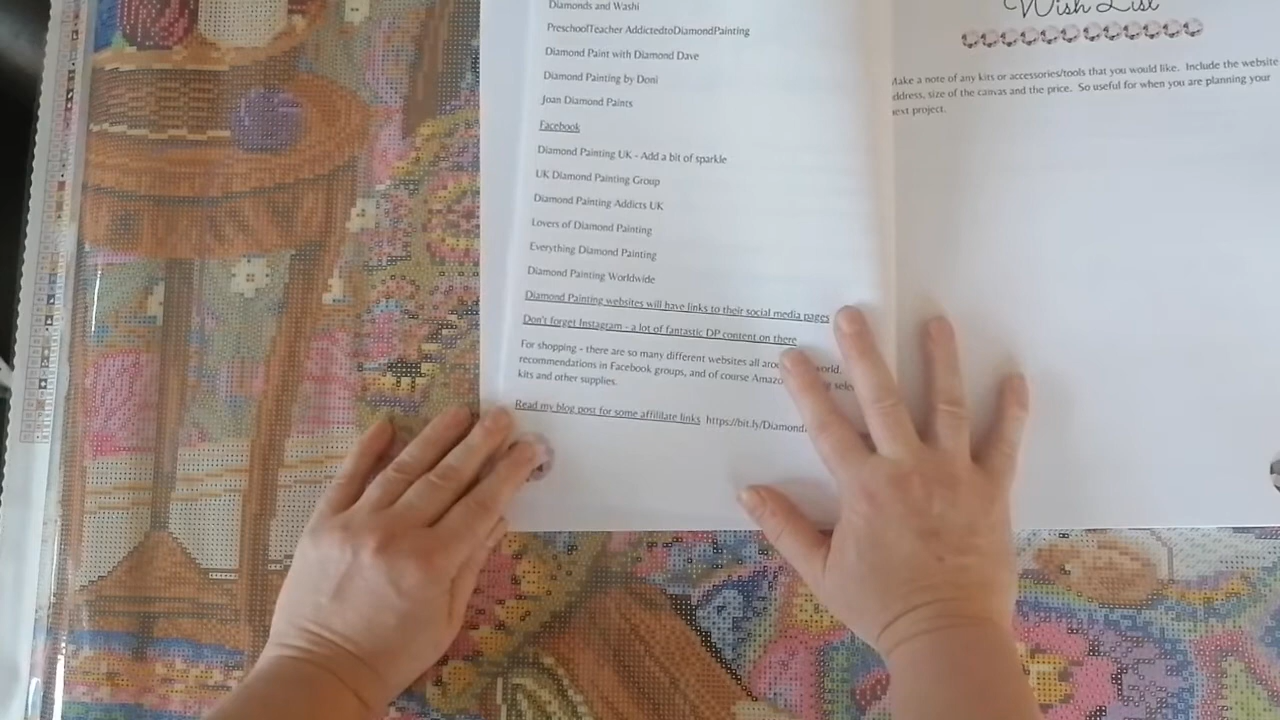 Diamonds and Washi
PreschoolTeacher AddictedtoDiamondPainting
Diamond Paint with Diamond Dave
Diamond Painting by Doni
Joan Diamond Paints
Facebook
Diamond Painting UK - Add a bit of sparkle
UK Diamond Painting Group
Diamond Painting Addicts UK
Lovers of Diamond Painting
Everything Diamond Painting
Diamond Painting Worldwide
Diamond Painting websites will have links to their social media pages
Don't forget Instagram - a lot of fantastic DP content on there
For shopping - there are so many different websites all world.
recommendations in Facebook groups, and of course
kits and other supplies.
Read my blog post for some affililate links https://bit.ly/Diamond
Wish List
Make a note of any kits or accessories/tools that you would like. Include the website
address, size of the canvas and the price. So useful for when you are planning your
next project.